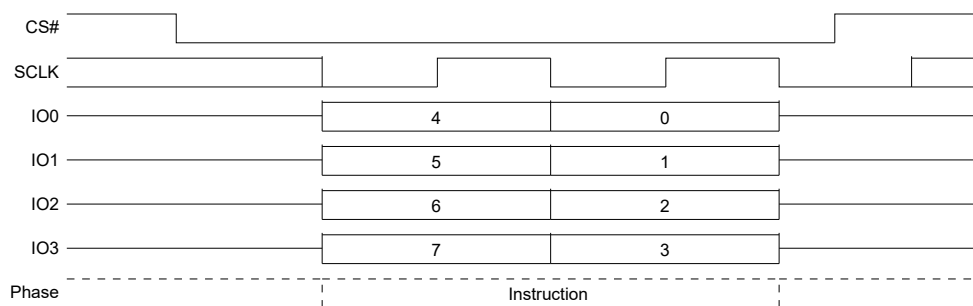 CS#
SCLK
IO0 4 0
IO1 5 1
IO2 6 2
IO3 7 3
Phase Instruction